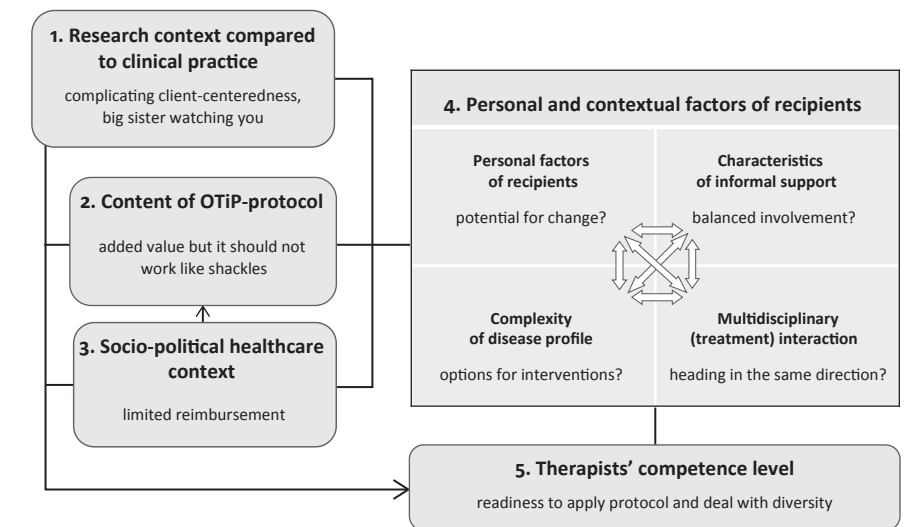 1. Research context compared
to clinical practice
complicating client-centeredness,
big sister watching you
2. Content of OTiP-protocol
added value but it should not
work like shackles
3. Socio-political healthcare
context
limited reimbursement
4. Personal and contextual factors of recipients
Personal factors
of recipients
potential for change?
Characteristics
of informal support
balanced involvement?
Complexity
of disease profile
options for interventions?
Multidisciplinary
(treatment) interaction
heading in the same direction?
5. Therapists’ competence level
readiness to apply protocol and deal with diversity